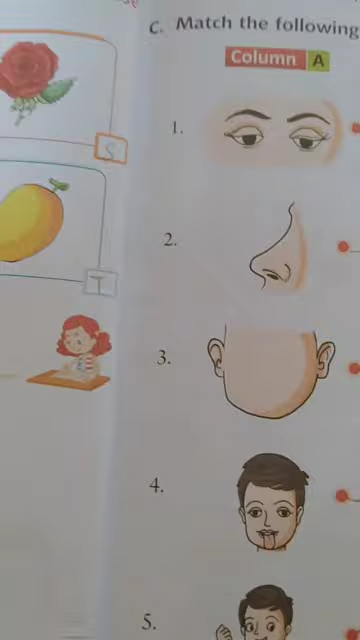 C. Match the following
Column A
1.
S
2.
T
3.
4.
5.